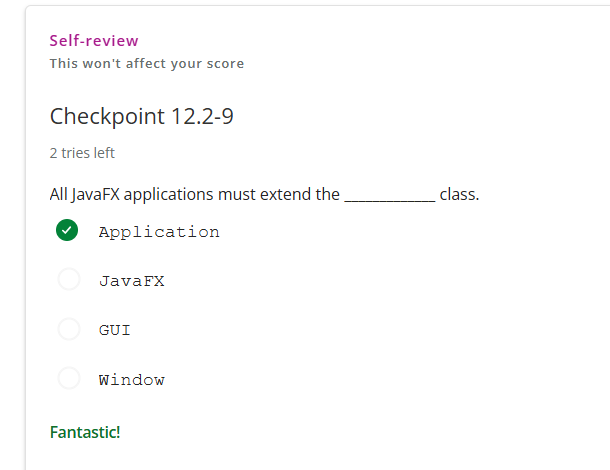 Self-review
This won't affect your score
Checkpoint 12.2-9
2 tries left
All JavaFX applications must extend the _____________ class.
Application
JavaFX
GUI
Window
Fantastic!